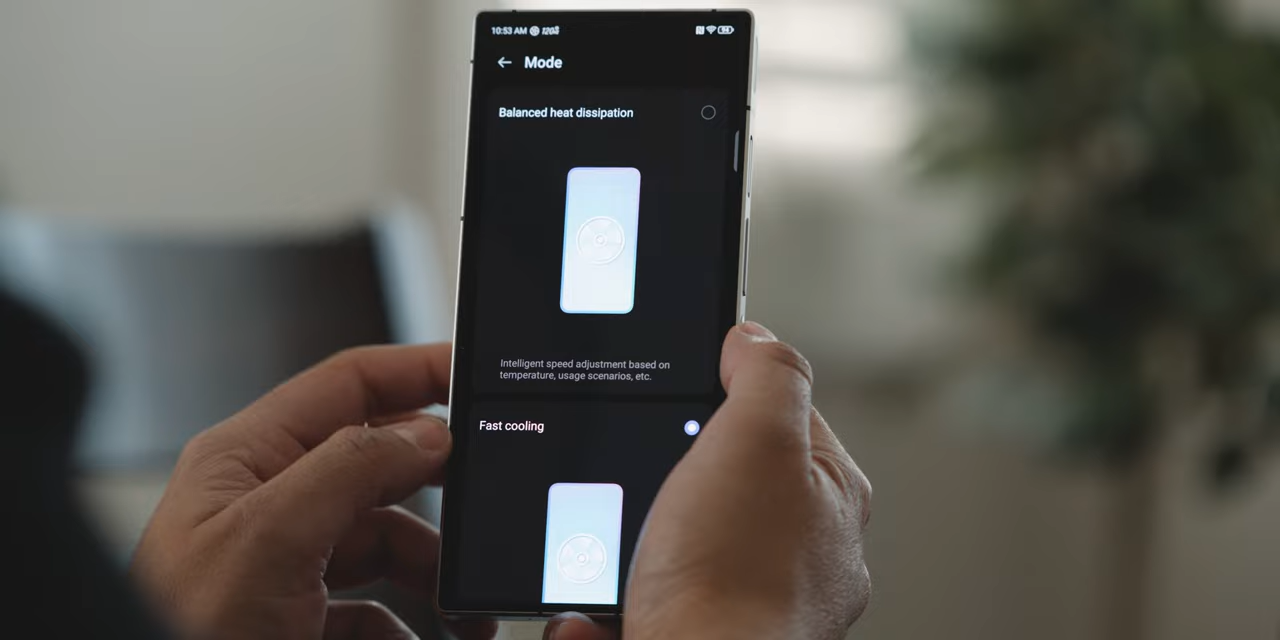 10:53 AM
Mode
Balanced heat dissipation
Intelligent speed adjustment based on
temperature, usage scenarios, etc.
Fast cooling